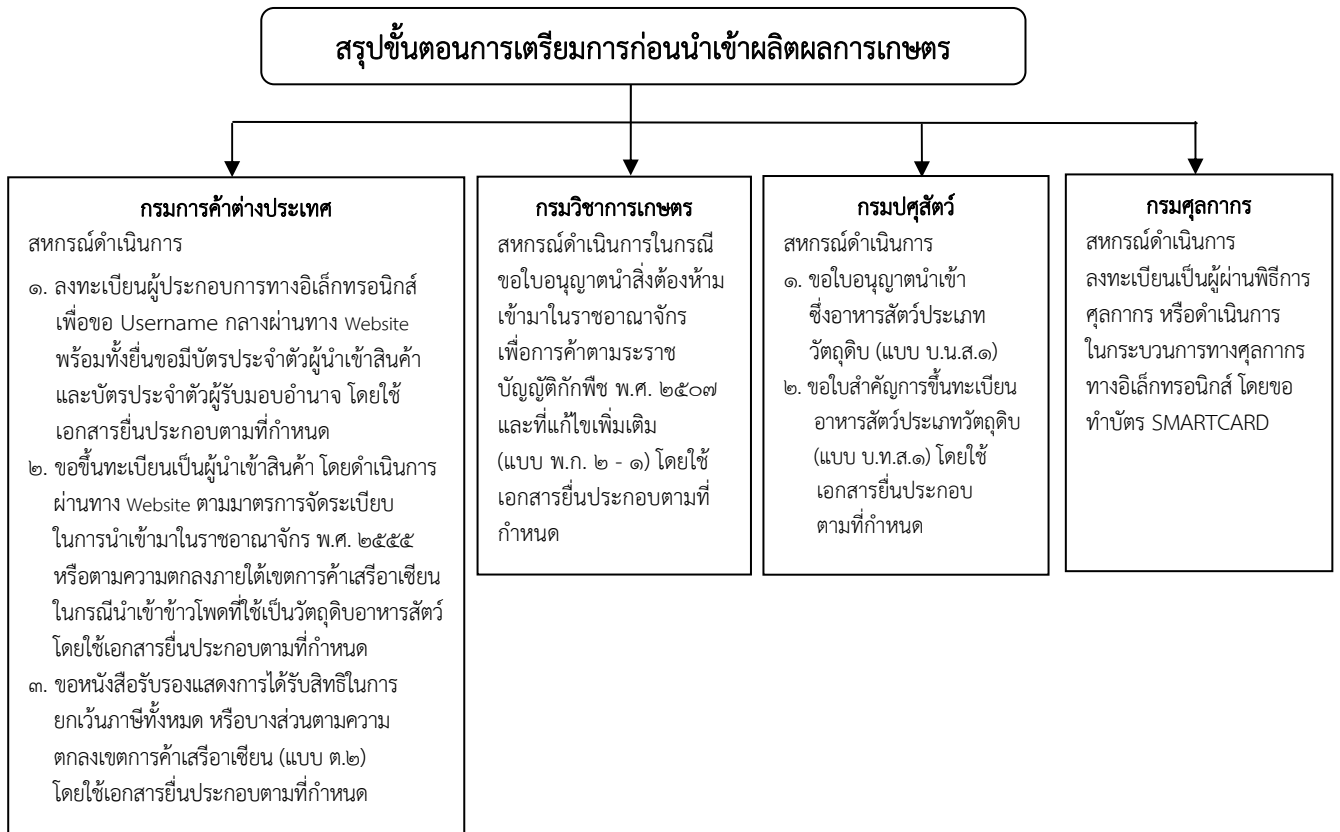 สรุปขั้นตอนการเตรียมการก่อนนำเข้าผลิตผลการเกษตร
กรมการค้าต่างประเทศ
สหกรณ์ดำเนินการ
๑. ลงทะเบียนผู้ประกอบการทางอิเล็กทรอนิกส์
เพื่อขอ Username กลางผ่านทาง Website
พร้อมทั้งยื่นขอมีบัตรประจำตัวผู้นำเข้าสินค้า
และบัตรประจำตัวผู้รับมอบอำนาจ โดยใช้
เอกสารยื่นประกอบตามที่กำหนด
๒. ขอขึ้นทะเบียนเป็นผู้นำเข้าสินค้า โดยดำเนินการ
ผ่านทาง Website ตามมาตรการจัดระเบียบ
ในการนำเข้ามาในราชอาณาจักร พ.ศ. ๒๕๕๕
หรือตามความตกลงภายใต้เขตการค้าเสรีอาเซียน
ในกรณีนำเข้าข้าวโพดที่ใช้เป็นวัตถุดิบอาหารสัตว์
โดยใช้เอกสารยื่นประกอบตามที่กำหนด
๓. ขอหนังสือรับรองแสดงการได้รับสิทธิในการ
ยกเว้นภาษีทั้งหมด หรือบางส่วนตามความ
ตกลงเขตการค้าเสรีอาเซียน (แบบ ต.๒)
โดยใช้เอกสารยื่นประกอบตามที่กำหนด
กรมวิชาการเกษตร
สหกรณ์ดำเนินการในกรณี
ขอใบอนุญาตนำสิ่งต้องห้าม
เข้ามาในราชอาณาจักร
เพื่อการค้าตามระราช
บัญญัติกักพืช พ.ศ. ๒๕๐๗
และที่แก้ไขเพิ่มเติม
(แบบ พ.ก. ๒ - ๑) โดยใช้
เอกสารยื่นประกอบตามที่
กำหนด
กรมปศุสัตว์
สหกรณ์ดำเนินการ
๑. ขอใบอนุญาตนำเข้า
ซึ่งอาหารสัตว์ประเภท
วัตถุดิบ (แบบ บ.น.ส.๑)
๒. ขอใบสำคัญการขึ้นทะเบียน
อาหารสัตว์ประเภทวัตถุดิบ
(แบบ บ.ท.ส.๑) โดยใช้
เอกสารยื่นประกอบ
ตามที่กำหนด
กรมศุลกากร
สหกรณ์ดำเนินการ
ลงทะเบียนเป็นผู้ผ่านพิธีการ
ศุลกากร หรือดำเนินการ
ในกระบวนการทางศุลกากร
ทางอิเล็กทรอนิกส์ โดยขอ
ทำบัตร SMARTCARD